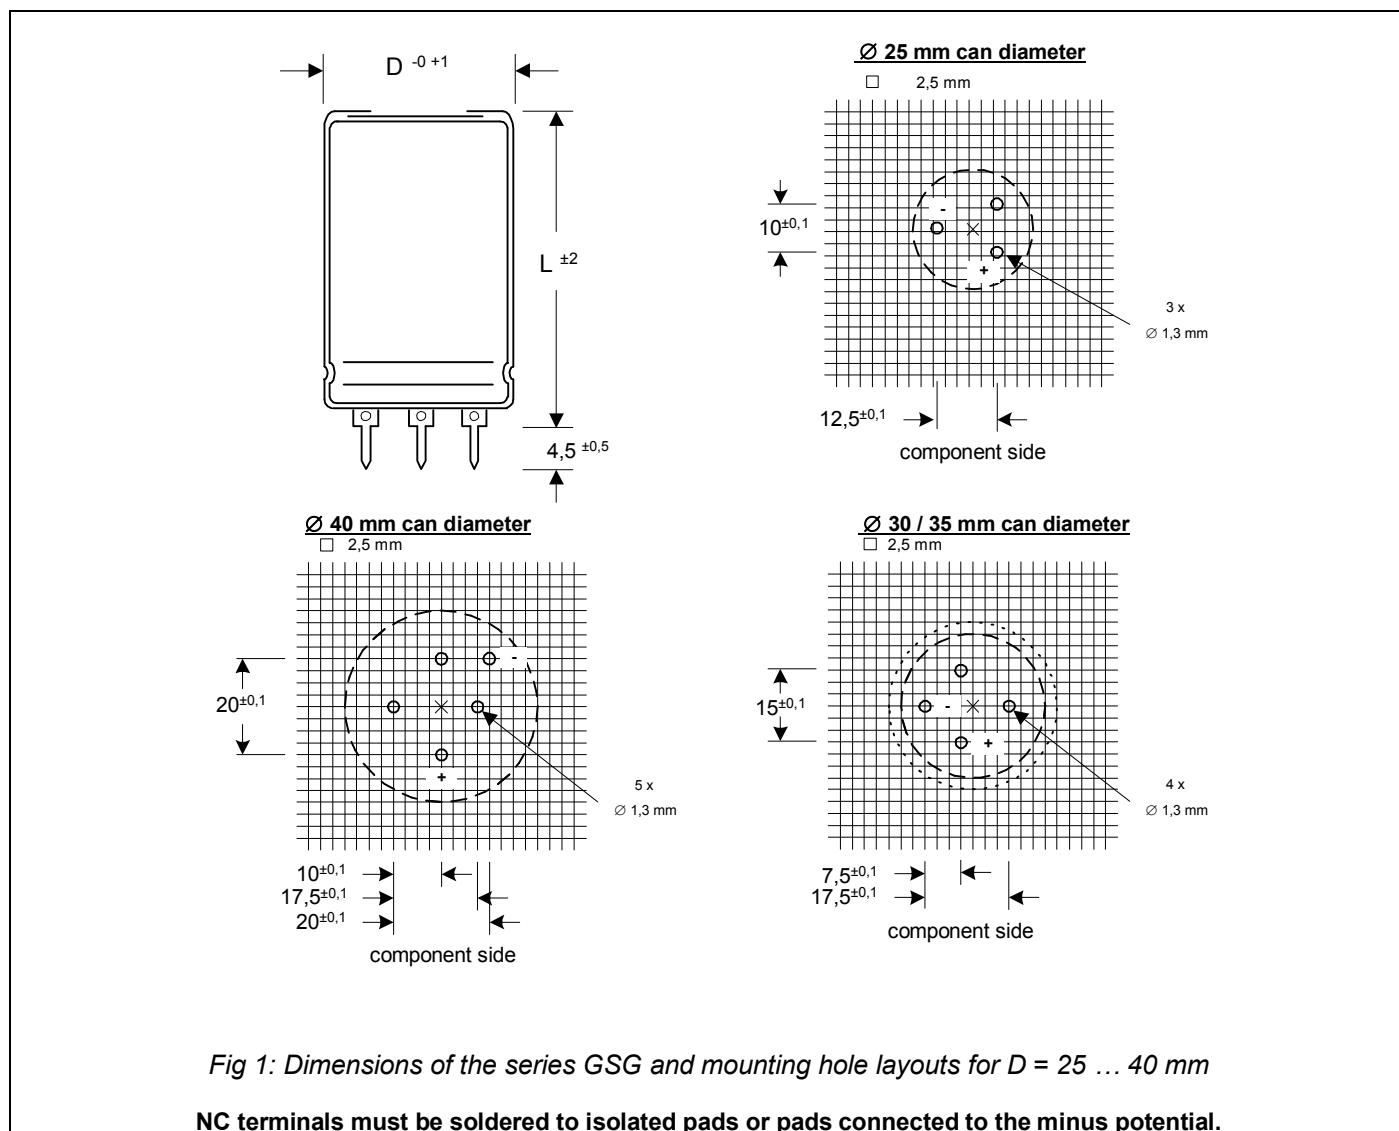 D -0 +1
L ±2
4,5 ±0,5
Ø 25 mm can diameter
□ 2,5 mm
-
10±0,1
+
3 x
Ø 1,3 mm
12,5±0,1
component side
Ø 40 mm can diameter
□ 2,5 mm
-
20±0,1
+
5 x
Ø 1,3 mm
10±0,1
17,5±0,1
20±0,1
component side
Ø 30 / 35 mm can diameter
□ 2,5 mm
15±0,1
-
+
4 x
Ø 1,3 mm
7,5±0,1
17,5±0,1
component side
Fig 1: Dimensions of the series GSG and mounting hole layouts for D = 25 … 40 mm
NC terminals must be soldered to isolated pads or pads connected to the minus potential.